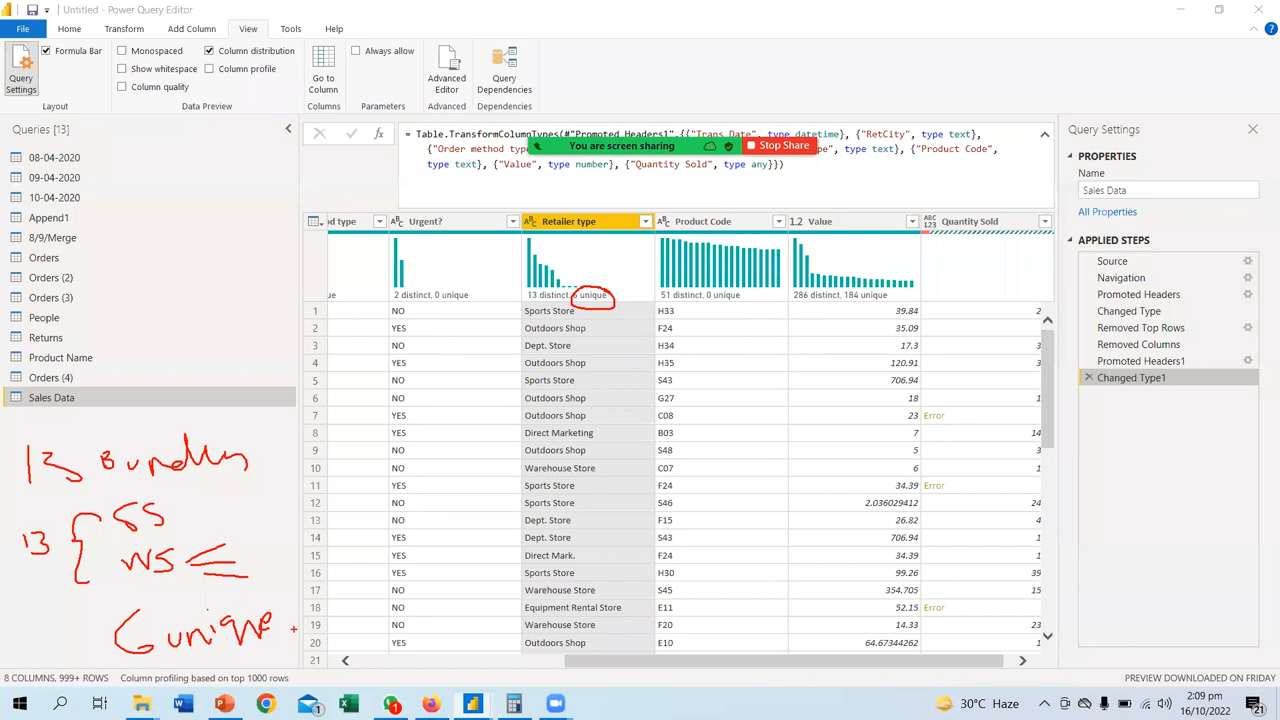 Untitled - Power Query Editor
File Home Transform Add Column View Tools Help
Query Settings
Formula Bar
Layout
Monospaced
Show whitespace
Column quality
Column distribution
Column profile
Data Preview
Go to Column
Columns
Always allow
Parameters
Advanced Editor
Advanced
Query Dependencies
Dependencies
Queries [13]
08-04-2020
09-04-2020
10-04-2020
Append1
8/9/Merge
Orders
Orders (2)
Orders (3)
People
Returns
Product Name
Orders (4)
Sales Data
13 Bundles
13 SS
WS
6 unique
= Table.TransformColumnTypes(#"Promoted Headers1",{{"Trans Date", type datetime}, {"RetCity", type text},
{"Order method typ
pe", type text}, {"Product Code",
type text}, {"Value", type number}, {"Quantity Sold", type any}})
You are screen sharing Stop Share
d type Urgent? Retailer type Product Code 1.2 Value ABC 123 Quantity Sold
ue 2 distinct, 0 unique 13 distinct, 6 unique 51 distinct, 0 unique 286 distinct, 184 unique
1 NO Sports Store H33 39.84 2
2 YES Outdoors Shop F24 35.09
3 NO Dept. Store H34 17.3 3
4 YES Outdoors Shop H35 120.91 3
5 NO Sports Store S43 706.94
6 NO Outdoors Shop G27 18 1
7 YES Outdoors Shop C08 23 Error
8 YES Direct Marketing B03 7 14
9 NO Outdoors Shop S48 5 3
10 NO Warehouse Store C07 6 1
11 YES Sports Store F24 34.39 Error
12 NO Sports Store S46 2.036029412 24
13 NO Dept. Store F15 26.82 4
14 YES Dept. Store S43 706.94 1
15 YES Direct Mark. F24 34.39 1
16 YES Sports Store H30 99.26 39
17 NO Warehouse Store S45 354.705 15
18 YES Equipment Rental Store E11 52.15 Error
19 NO Warehouse Store F20 14.33 23
20 YES Outdoors Shop E10 64.67344262 1
21
Query Settings
PROPERTIES
Name
Sales Data
All Properties
APPLIED STEPS
Source
Navigation
Promoted Headers
Changed Type
Removed Top Rows
Removed Columns
Promoted Headers1
Changed Type1
8 COLUMNS, 999+ ROWS Column profiling based on top 1000 rows PREVIEW DOWNLOADED ON FRIDAY
30°C Haze
2:09 pm
16/10/2022
21